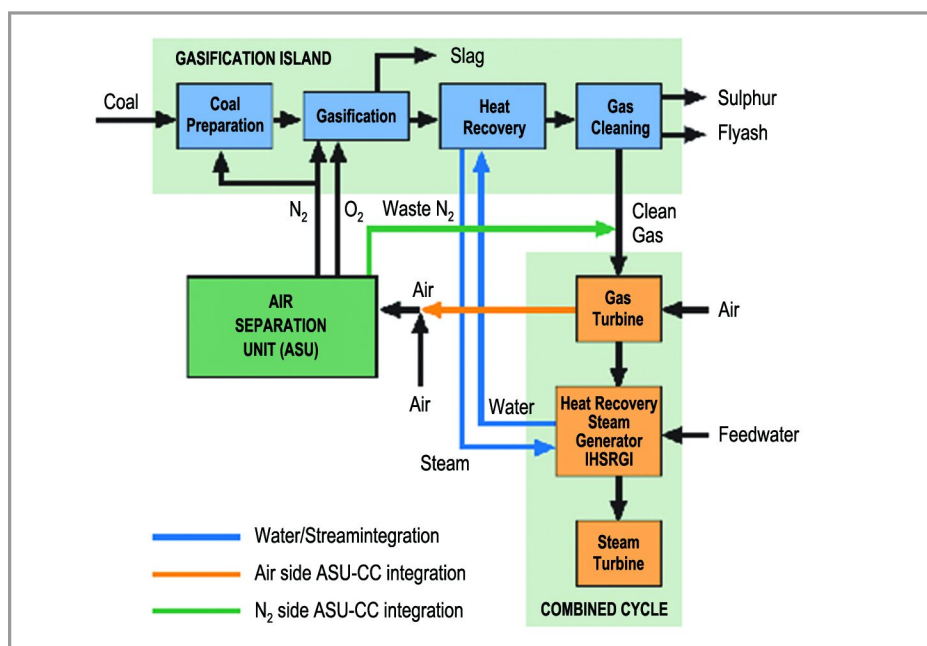 GASIFICATION ISLAND
Slag
Coal
Coal
Preparation
Gasification
Heat
Recovery
Gas
Cleaning
Sulphur
Flyash
N₂
O₂
Waste N₂
Clean
Gas
AIR
SEPARATION
UNIT (ASU)
Air
Air
Gas
Turbine
Air
Water
Steam
Heat Recovery
Steam
Generator
IHSRGI
Feedwater
Steam
Turbine
COMBINED CYCLE
Water/Streamintegration
Air side ASU-CC integration
N₂ side ASU-CC integration